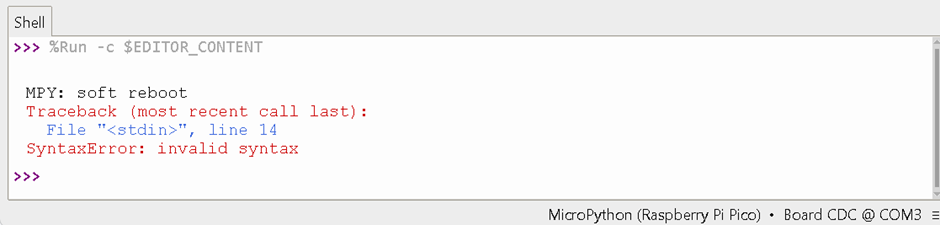 Shell
>>> %Run -c $EDITOR_CONTENT
MPY: soft reboot
Traceback (most recent call last):
  File "<stdin>", line 14
SyntaxError: invalid syntax
>>>
MicroPython (Raspberry Pi Pico) • Board CDC @ COM3 ≡